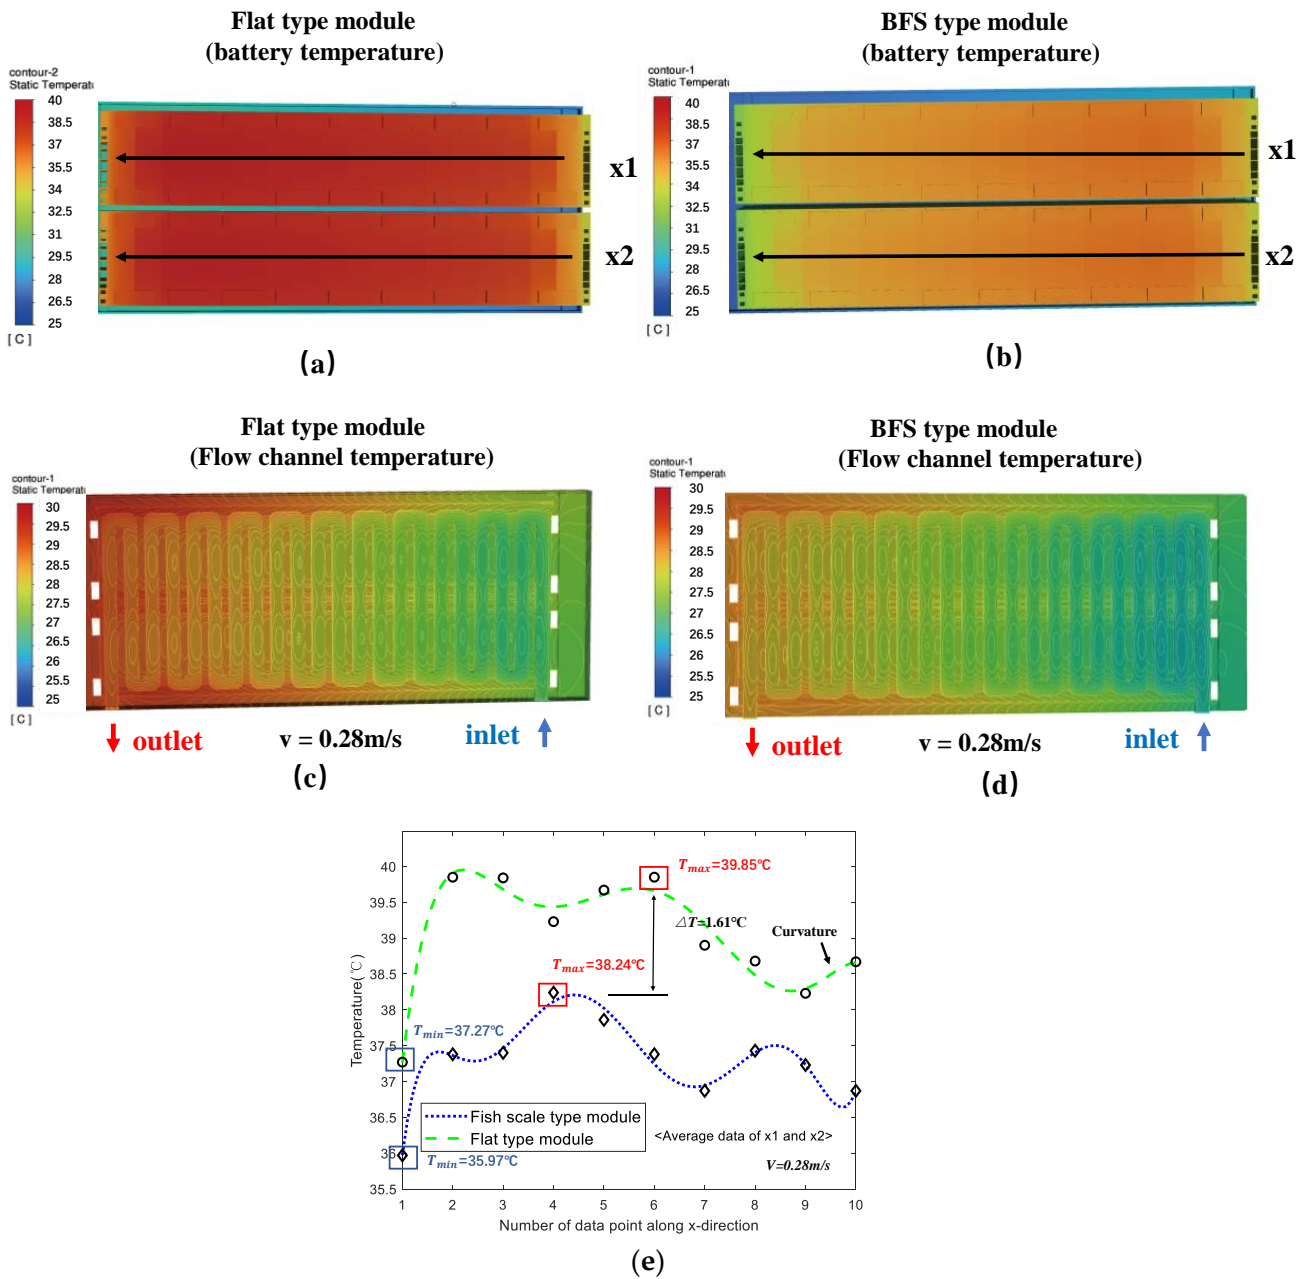 Flat type module
(battery temperature)
BFS type module
(battery temperature)
contour-2
Static Temperatu
40
38.5
37
35.5
34
32.5
31
29.5
28
26.5
25
[ C ]
x1
x2
(a)
contour-1
Static Temperatu
40
38.5
37
35.5
34
32.5
31
29.5
28
26.5
25
[ C ]
x1
x2
(b)
Flat type module
(Flow channel temperature)
BFS type module
(Flow channel temperature)
contour-1
Static Temperatu
30
29.5
29
28.5
28
27.5
27
26.5
26
25.5
25
[ C ]
outlet
v = 0.28m/s
inlet
(c)
contour-1
Static Temperatu
30
29.5
29
28.5
28
27.5
27
26.5
26
25.5
25
[ C ]
outlet
v = 0.28m/s
inlet
(d)
Temperature(℃)
40
39.5
39
38.5
38
37.5
37
36.5
36
35.5
Tmax=39.85℃
△T=1.61℃
Curvature
Tmax=38.24℃
Tmin=37.27℃
Fish scale type module
Flat type module
<Average data of x1 and x2>
Tmin=35.97℃
V=0.28m/s
1 2 3 4 5 6 7 8 9 10
Number of data point along x-direction
(e)